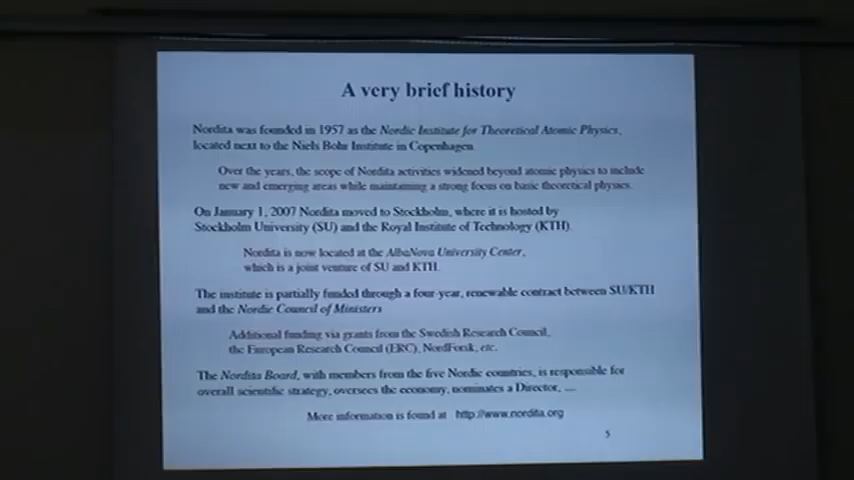 A very brief history
Nordita was founded in 1957 as the Nordic Institute for Theoretical Atomic Physics,
located next to the Niels Bohr Institute in Copenhagen
Over the years, the scope of Nordita activities widened beyond atomic physics to include
new and emerging areas while maintaining a strong focus on basic theoretical physics.
On January 1, 2007 Nordita moved to Stockholm, where it is hosted by
Stockholm University (SU) and the Royal Institute of Technology (KTH).
Nordita is now located at the AlbaNova University Center,
which is a joint venture of SU and KTH.
The institute is partially funded through a four year, renewable contract between SU/KTH
and the Nordic Council of Ministers
Additional funding via grants from the Swedish Research Council,
the European Research Council (ERC), NordForsk, etc.
The Nordita Board, with members from the five Nordic countries, is responsible for
overall scientific strategy, oversees the economy, nominates a Director, ....
More information is found at http://www.nordita.org
5